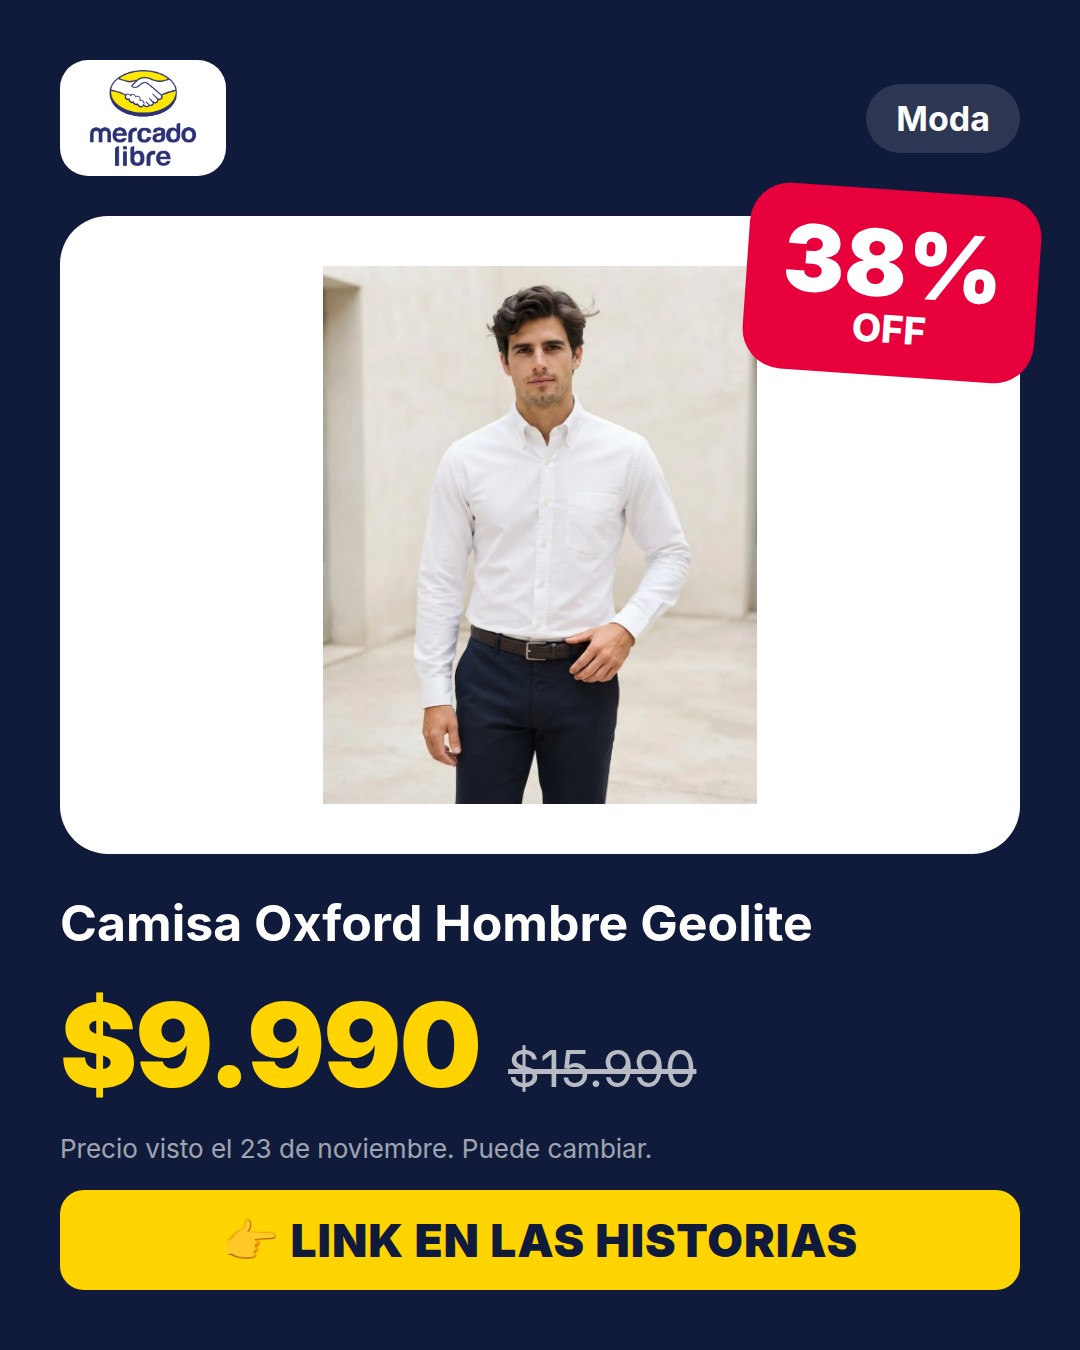 mercado
libre
Moda
38%
OFF
Camisa Oxford Hombre Geolite
$9.990 $15.990
Precio visto el 23 de noviembre. Puede cambiar.
👉 LINK EN LAS HISTORIAS